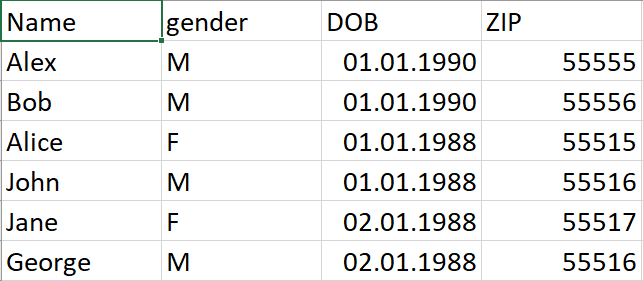 Name gender DOB ZIP
Alex M 01.01.1990 55555
Bob M 01.01.1990 55556
Alice F 01.01.1988 55515
John M 01.01.1988 55516
Jane F 02.01.1988 55517
George M 02.01.1988 55516